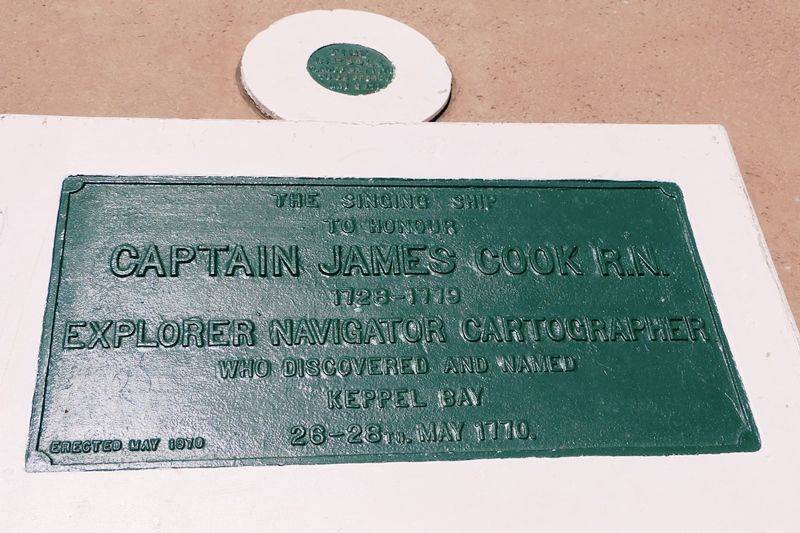 THE SINGING SHIP
TO HONOUR
CAPTAIN JAMES COOK R.N.
1728-1779
EXPLORER NAVIGATOR CARTOGRAPHER
WHO DISCOVERED AND NAMED
KEPPEL BAY
26-28TH. MAY 1770.
ERECTED MAY 1970